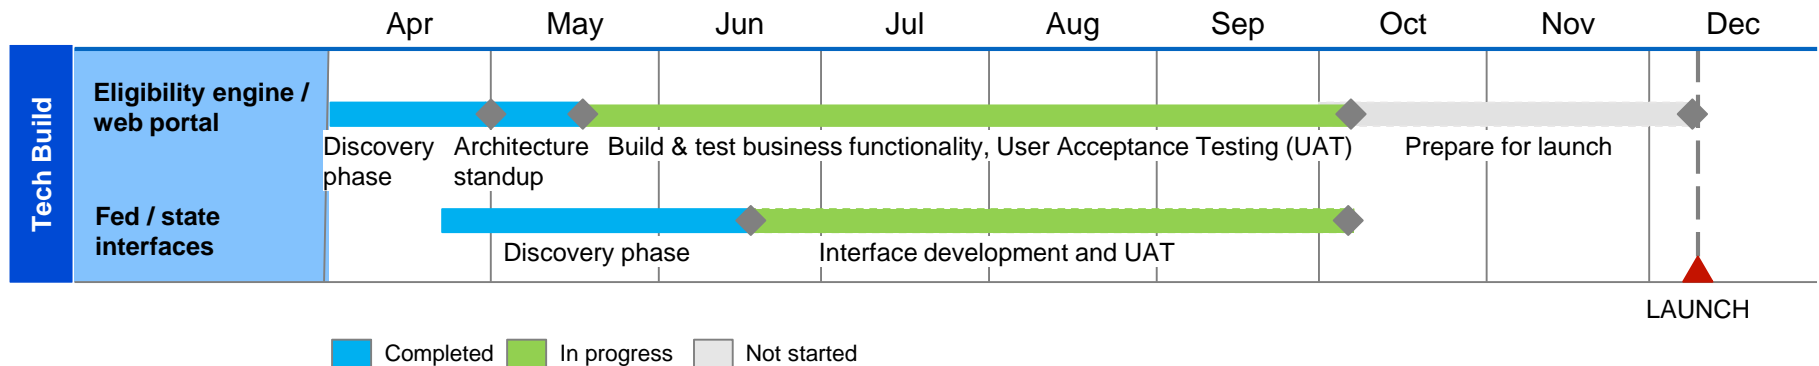 Apr May Jun Jul Aug Sep Oct Nov Dec
Tech Build
Eligibility engine /
web portal
Discovery
phase
Architecture
standup
Build & test business functionality, User Acceptance Testing (UAT)
Prepare for launch
Fed / state
interfaces
Discovery phase
Interface development and UAT
LAUNCH
Completed
In progress
Not started